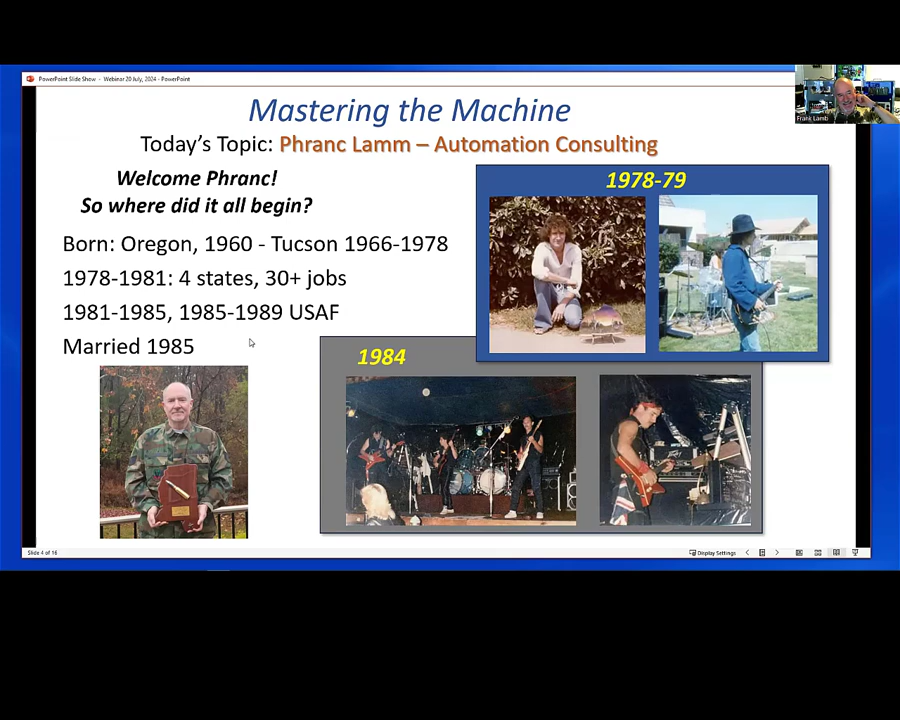 PowerPoint Slide Show - Webinar 20 July, 2024 - PowerPoint
Frank Lamb
Mastering the Machine
Today's Topic: Phranc Lamm – Automation Consulting
Welcome Phranc!
So where did it all begin?
Born: Oregon, 1960 - Tucson 1966-1978
1978-1981: 4 states, 30+ jobs
1981-1985, 1985-1989 USAF
Married 1985
1978-79
1984
PEAVEY
Slide 4 of 16
Display Settings